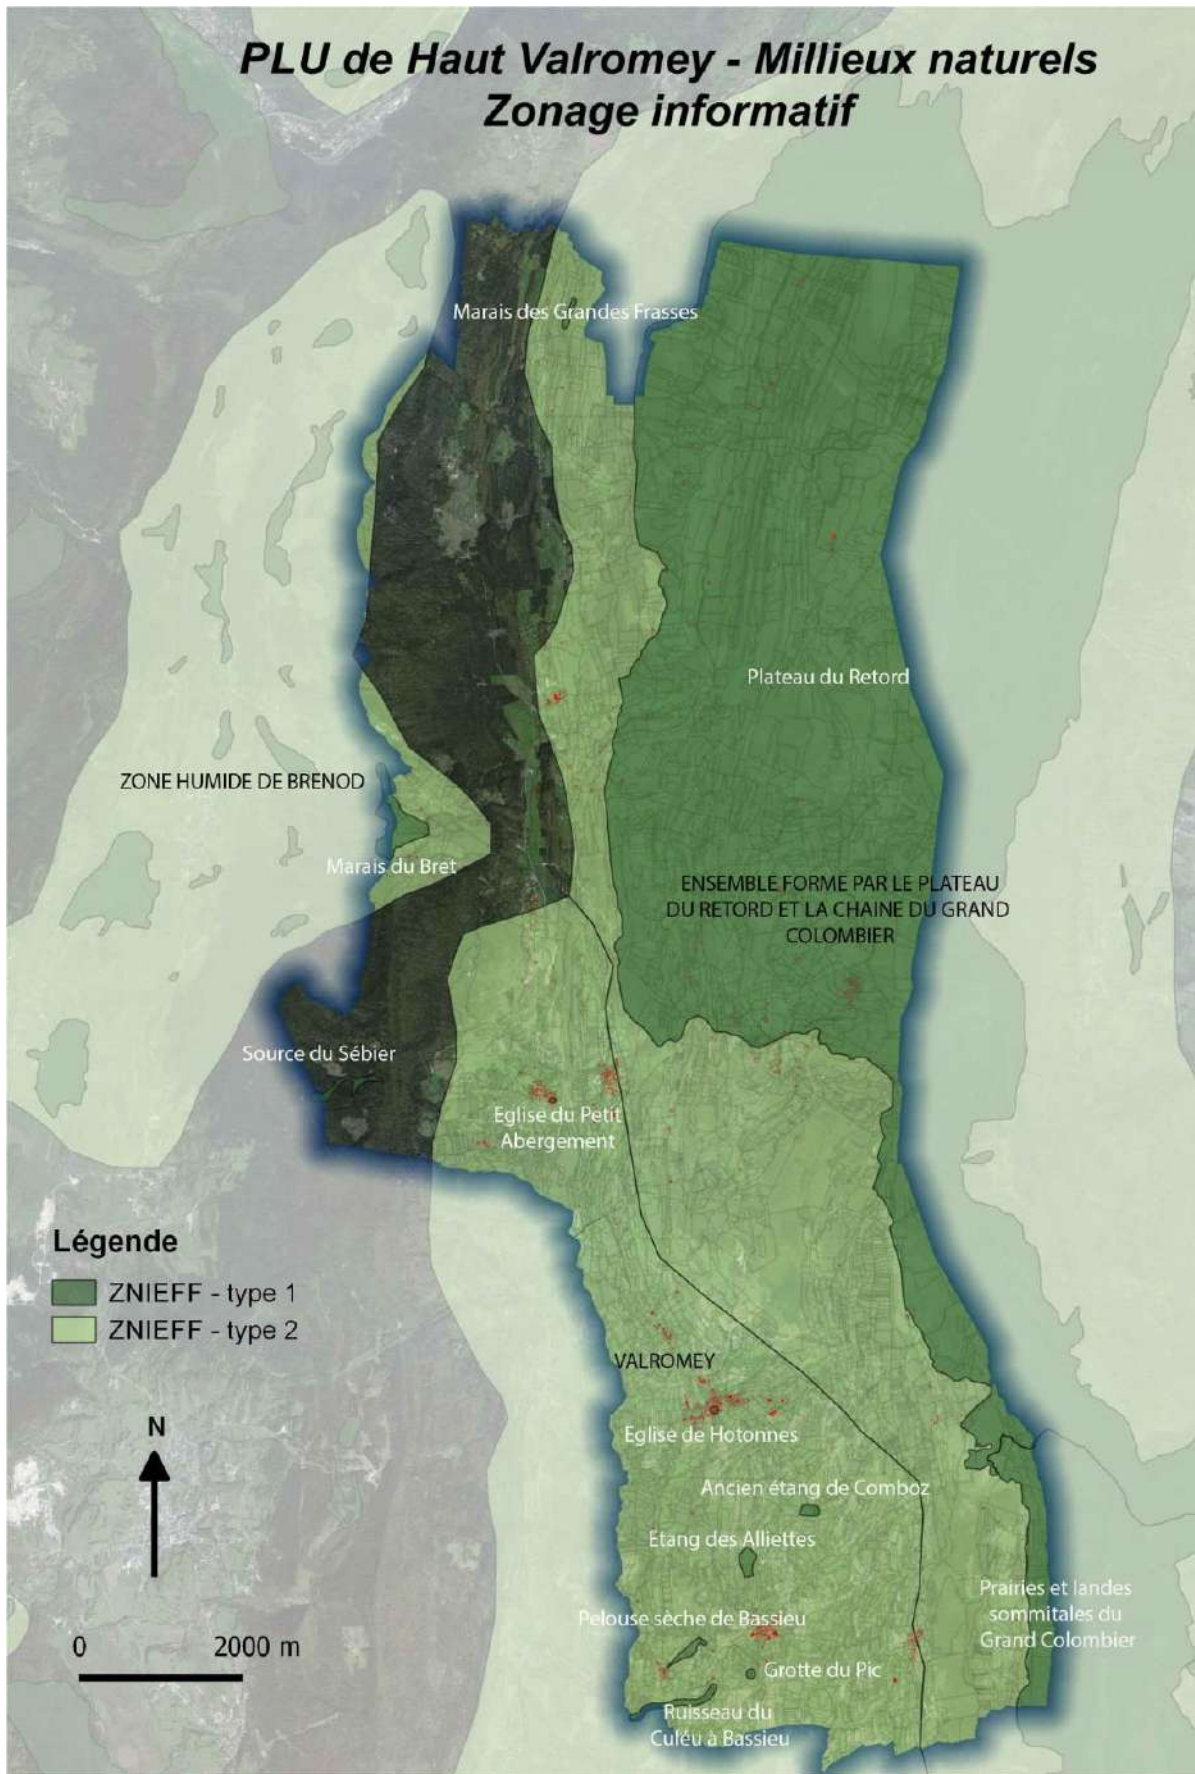 PLU de Haut Valromey - Millieux naturels
Zonage informatif
Marais des Grandes Frasses
Plateau du Retord
ZONE HUMIDE DE BRENOD
Marais du Bret
ENSEMBLE FORME PAR LE PLATEAU
DU RETORD ET LA CHAINE DU GRAND
COLOMBIER
Source du Sébier
Eglise du Petit
Abergement
Légende
ZNIEFF - type 1
ZNIEFF - type 2
VALROMEY
Eglise de Hotonnes
N
Ancien étang de Comboz
Etang des Alliettes
Prairies et landes
sommitales du
Grand Colombier
Pelouse sèche de Bassieu
0 2000 m
Grotte du Pic
Ruisseau du
Culéu à Bassieu